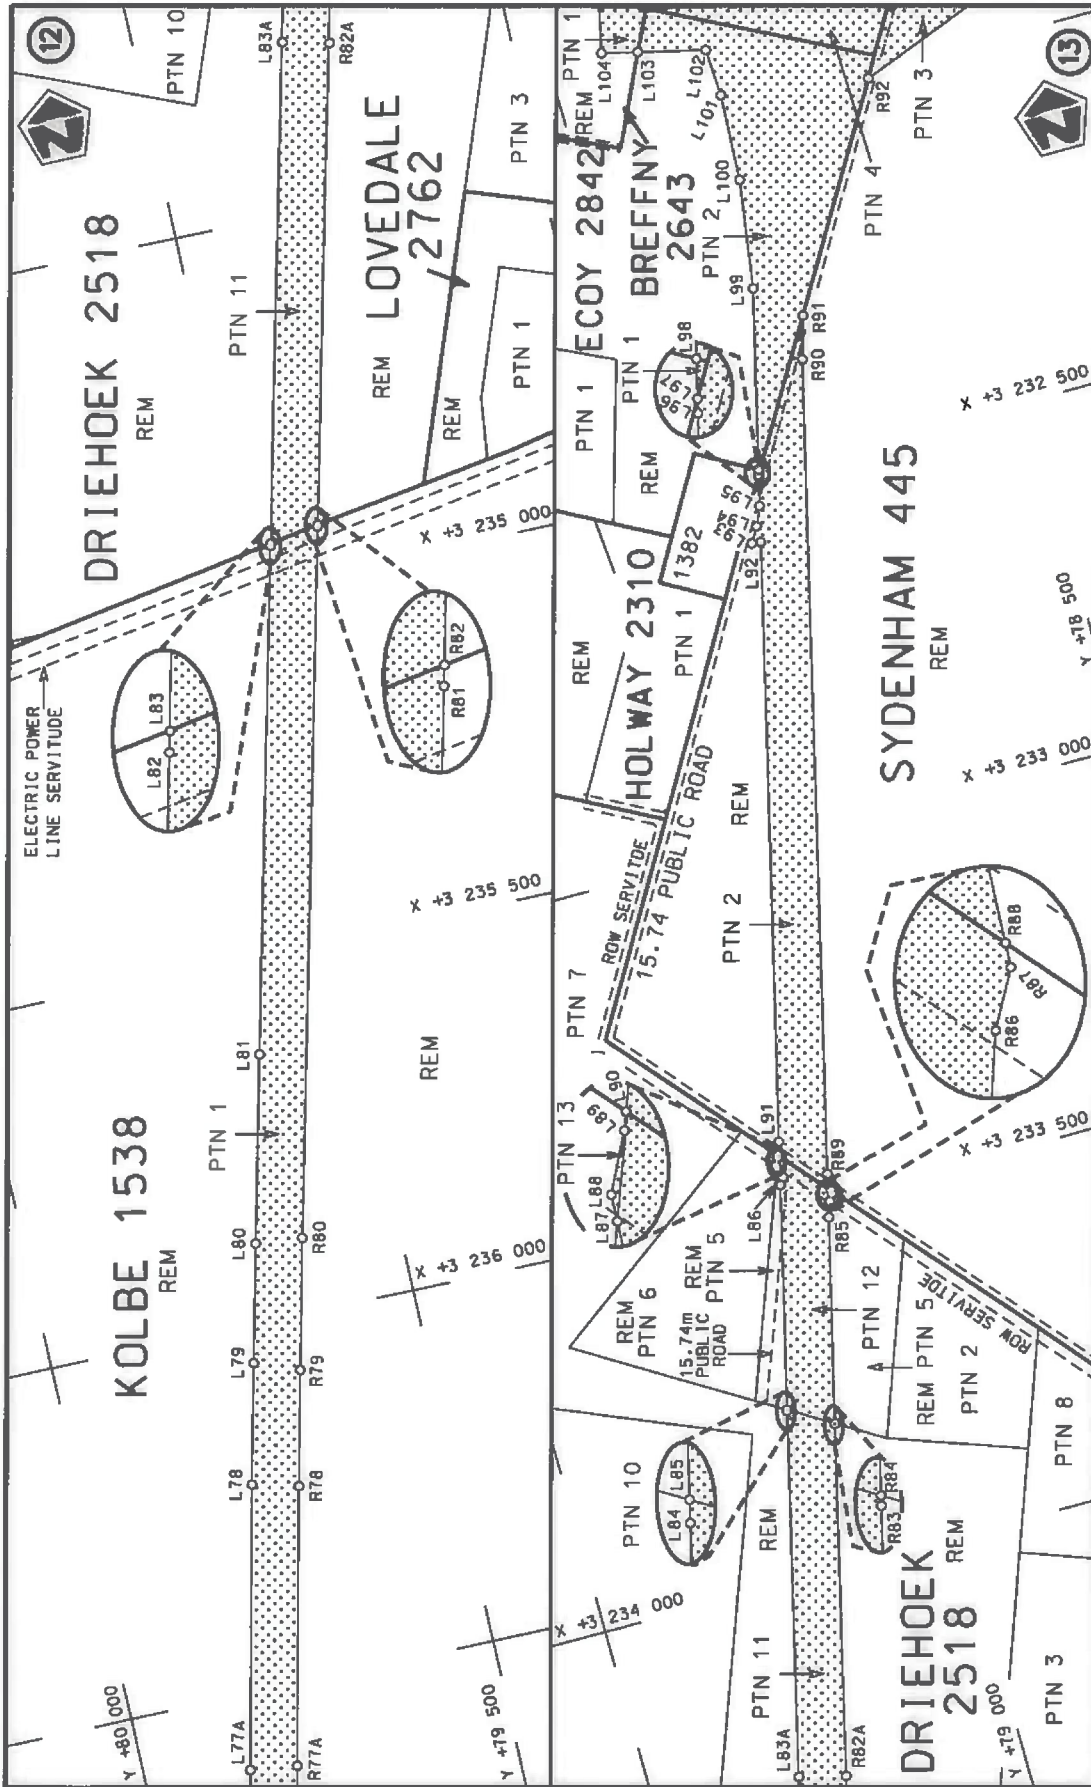 12
DRIEHOEK 2518
REM
PTN 10
L83A
R82A
PTN 11
LOVEDALE
2762
PTN 3
REM
PTN 1
REM
ELECTRIC POWER
LINE SERVITUDE
L82
L83
R81
R82
X +3 235 000
X +3 235 500
KOLBE 1538
REM
PTN 1
L81
REM
L80
R80
X +3 236 000
L79
R79
L78
R78
L77A
R77A
Y +80 000
Y +79 500
13
PTN 1
L104
L103
L102
L101
REM
ECOY 2842
BREFFNY
2643
PTN 2
L100
L99
R92
PTN 3
PTN 4
R91
R90
PTN 1
PTN 1
L98
L97
L96
L95
L94
L93
L92
REM
1382
X +3 232 500
HOLWAY 2310
REM
PTN 1
SYDENHAM 445
REM
Y +78 500
X +3 233 000
ROW SERVITDE
15.74 PUBLIC ROAD
REM
PTN 2
PTN 7
PTN 13
L87
L88
L89
L90
L91
R86
R87
R88
R89
X +3 233 500
L86
R85
REM
PTN 6
REM
PTN 5
15.74m
PUBLIC
ROAD
PTN 12
REM PTN 5
PTN 2
ROW SERVITDE
PTN 8
PTN 10
L84
L85
REM
R83
R84
X +3 234 000
DRIEHOEK
2518
REM
PTN 11
PTN 3
L83A
R82A
Y +79 000